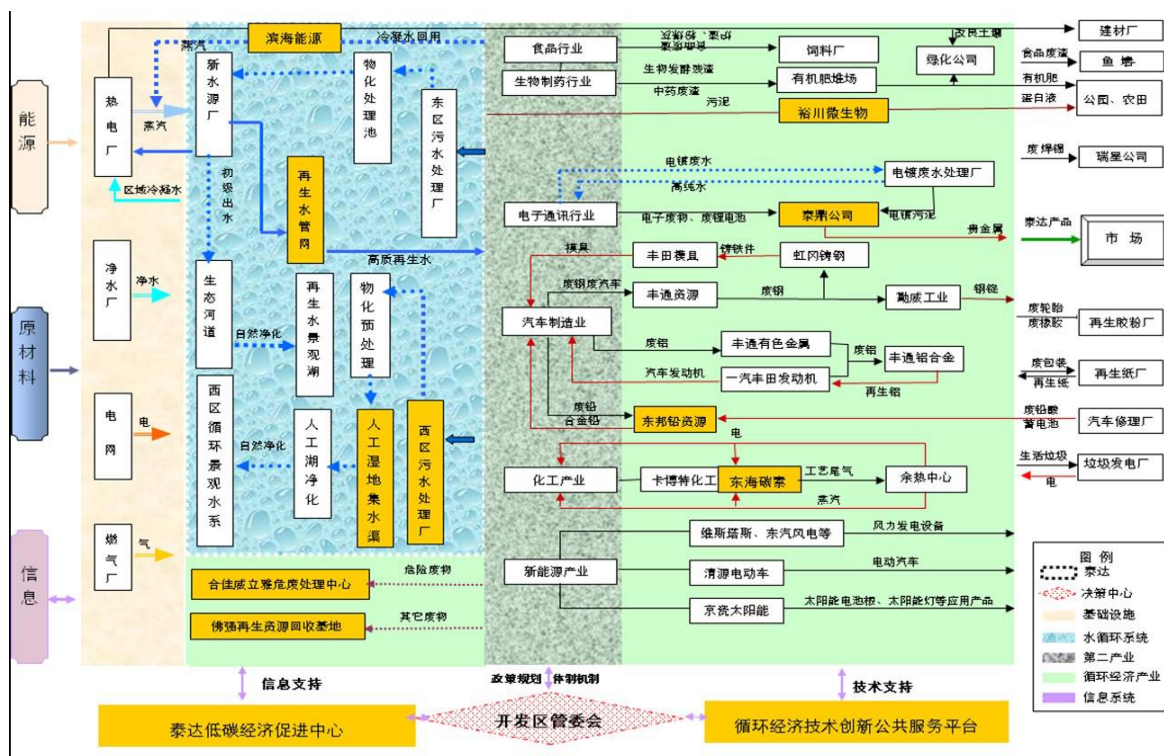 能源
原材料
信息
热电厂
净水厂
电网
燃气厂
蒸汽
区域冷凝水
净水
电
气
蒸汽
滨海能源
冷凝水回用
新水源厂
物化处理池
东区污水处理厂
初级出水
再生水管网
高质再生水
生态河道
自然净化
再生水景观湖
物化预处理
西区循环景观水系
自然净化
人工湖净化
人工湿地集水渠
西区污水处理厂
合佳威立雅危废处理中心
危险废物
佛强再生资源回收基地
其它废物
食品行业
生物制药行业
炉渣、粉煤灰
食品废渣
饲料厂
生物发酵残渣
中药废渣
有机肥堆场
改良土壤
绿化公司
污泥
裕川微生物
电镀废水
高纯水
电镀废水处理厂
电子通讯行业
电子废物、废锂电池
泰鼎公司
电镀污泥
贵金属
模具
丰田模具
铸铁件
虹冈铸钢
废钢废汽车
丰通资源
废钢
勤威工业
钢锭
汽车制造业
废铝
丰通有色金属
废铝
丰通铝合金
汽车发动机
一汽丰田发动机
再生铝
废铅
合金铅
东邦铅资源
电
化工产业
卡博特化工
东海碳素
工艺尾气
余热中心
蒸汽
新能源产业
维斯塔斯、东汽风电等
风力发电设备
清源电动车
电动汽车
京瓷太阳能
太阳能电池板、太阳能灯等应用产品
建材厂
食品废渣
鱼塘
有机肥
蛋白液
公园、农田
废焊锡
瑞星公司
泰达产品
市场
废轮胎
废橡胶
再生胶粉厂
废包装
再生纸
再生纸厂
废铅酸
蓄电池
汽车修理厂
生活垃圾
电
垃圾发电厂
图例
泰达
决策中心
基础设施
水循环系统
第二产业
循环经济产业
信息系统
信息支持
政策规划
体制机制
技术支持
泰达低碳经济促进中心
开发区管委会
循环经济技术创新公共服务平台